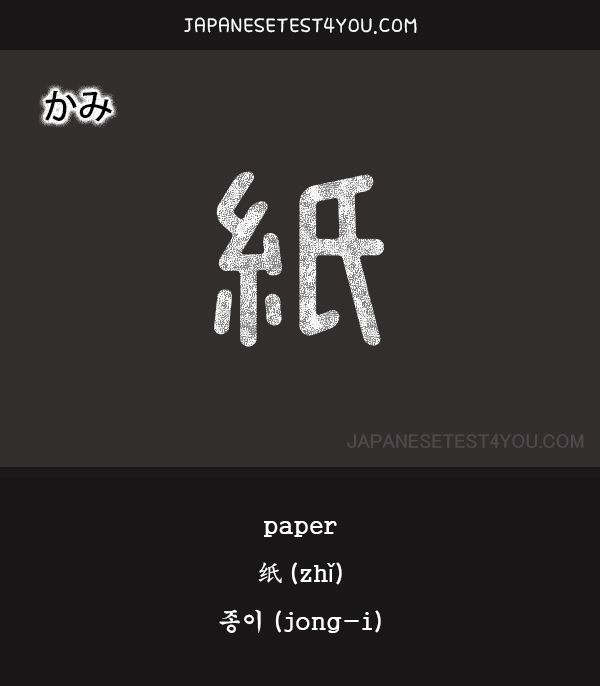 JAPANESETEST4YOU.COM
かみ
紙
JAPANESETEST4YOU.COM
paper
纸 (zhǐ)
종이 (jong-i)